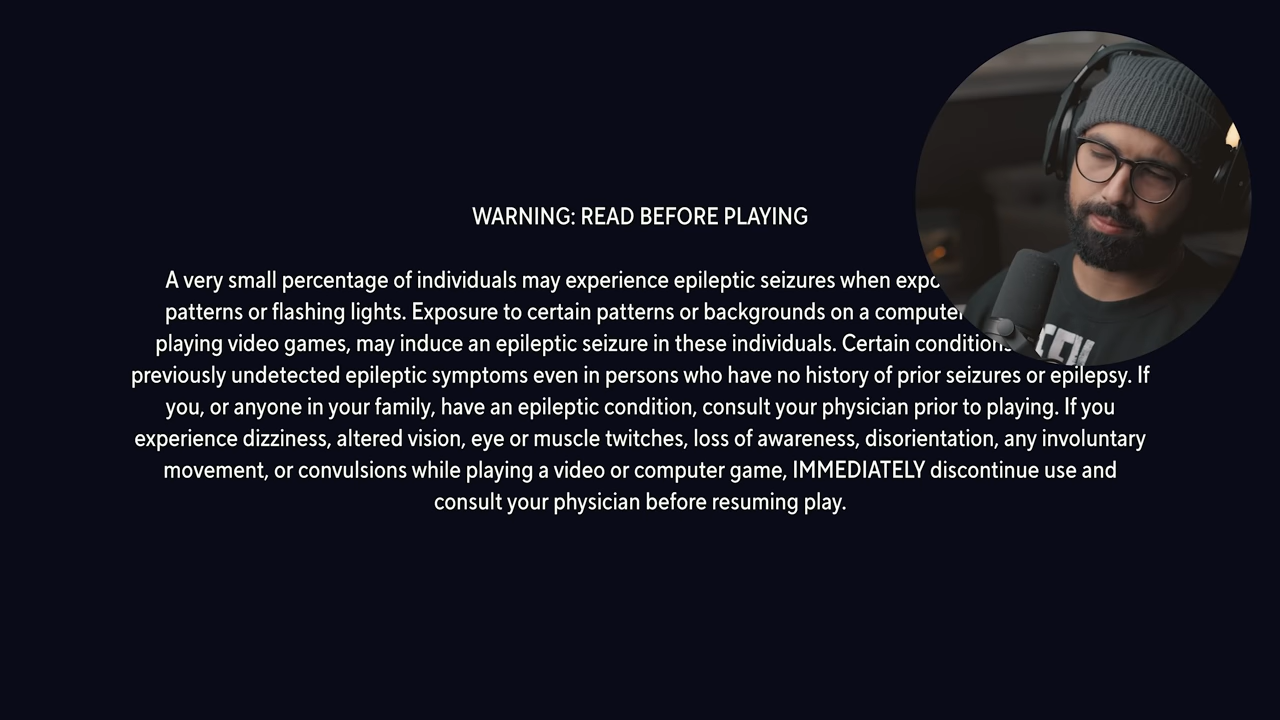 WARNING: READ BEFORE PLAYING
A very small percentage of individuals may experience epileptic seizures when
patterns or flashing lights. Exposure to certain patterns or backgrounds on a computer
playing video games, may induce an epileptic seizure in these individuals. Certain conditions
previously undetected epileptic symptoms even in persons who have no history of prior seizures or epilepsy. If
you, or anyone in your family, have an epileptic condition, consult your physician prior to playing. If you
experience dizziness, altered vision, eye or muscle twitches, loss of awareness, disorientation, any involuntary
movement, or convulsions while playing a video or computer game, IMMEDIATELY discontinue use and
consult your physician before resuming play.